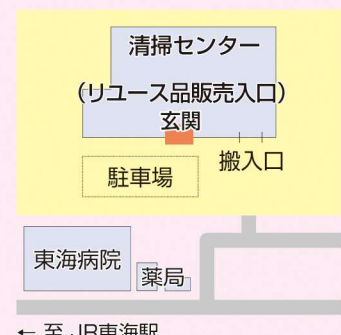 清掃センター
(リユース品販売入口)
玄関
搬入口
駐車場
東海病院
薬局
← 至 JR東海駅